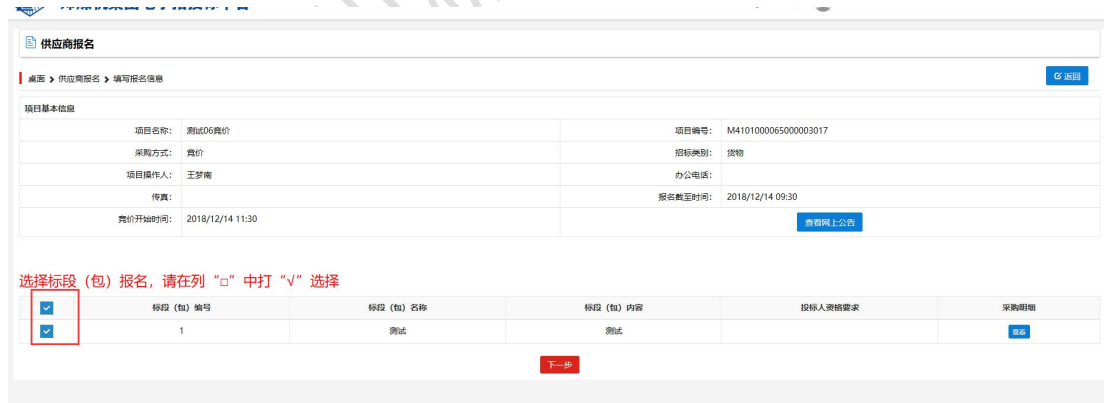 供应商报名
桌面 > 供应商报名 > 填写报名信息
返回
项目基本信息
项目名称: 测试06竞价 项目编号: M4101000065000003017
采购方式: 竞价 招标类别: 货物
项目操作人: 王梦南 办公电话:
传真: 报名截至时间: 2018/12/14 09:30
竞价开始时间: 2018/12/14 11:30 查看网上公告
选择标段（包）报名，请在列“□”中打“√”选择
标段（包）编号 标段（包）名称 标段（包）内容 投标人资格要求 采购明细
1 测试 测试 查看
下一步